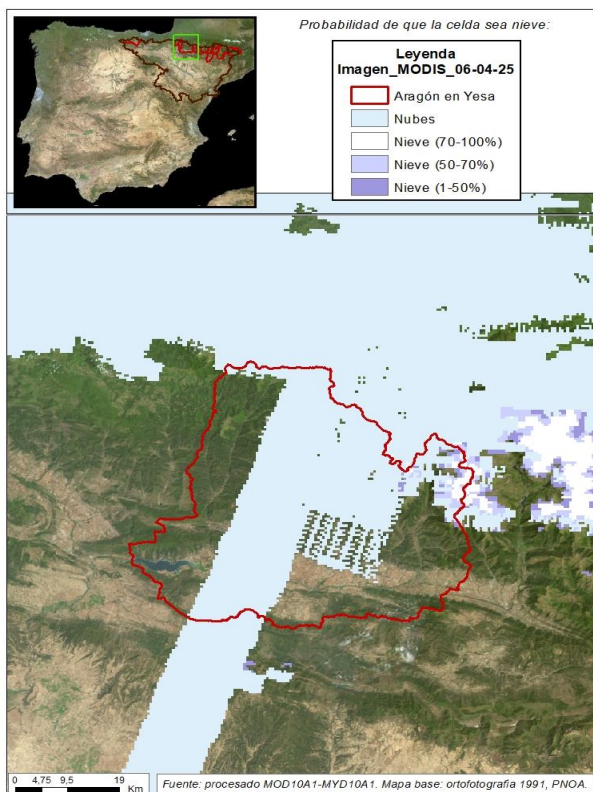 Probabilidad de que la celda sea nieve:
Leyenda
Imagen_MODIS_06-04-25
Aragón en Yesa
Nubes
Nieve (70-100%)
Nieve (50-70%)
Nieve (1-50%)
0 4,75 9,5 19
Km
Fuente: procesado MOD10A1-MYD10A1. Mapa base: ortofotografia 1991, PNOA.